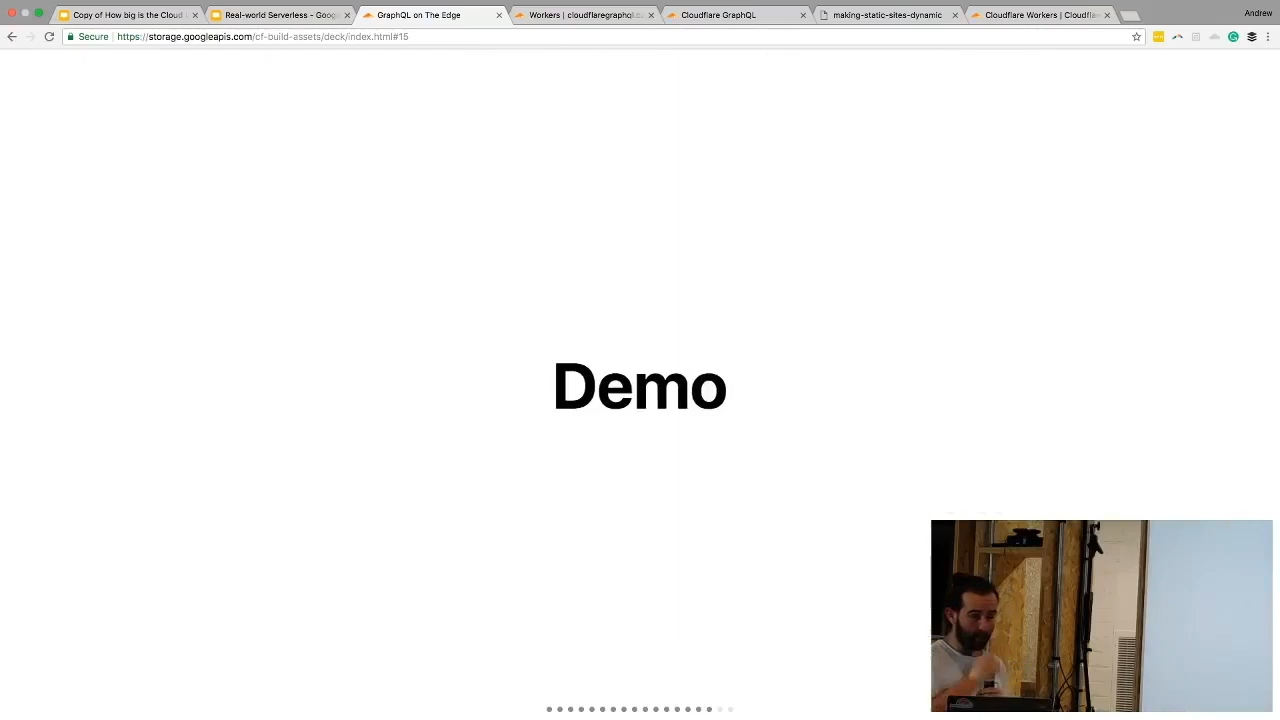 Copy of How big is the Cloud
Real-world Serverless - Goog
GraphQL on The Edge
Workers | cloudflaregraphql.c
Cloudflare GraphQL
making-static-sites-dynamic
Cloudflare Workers | Cloudflar
Andrew
Secure
https://storage.googleapis.com/cf-build-assets/deck/index.html#15
Demo